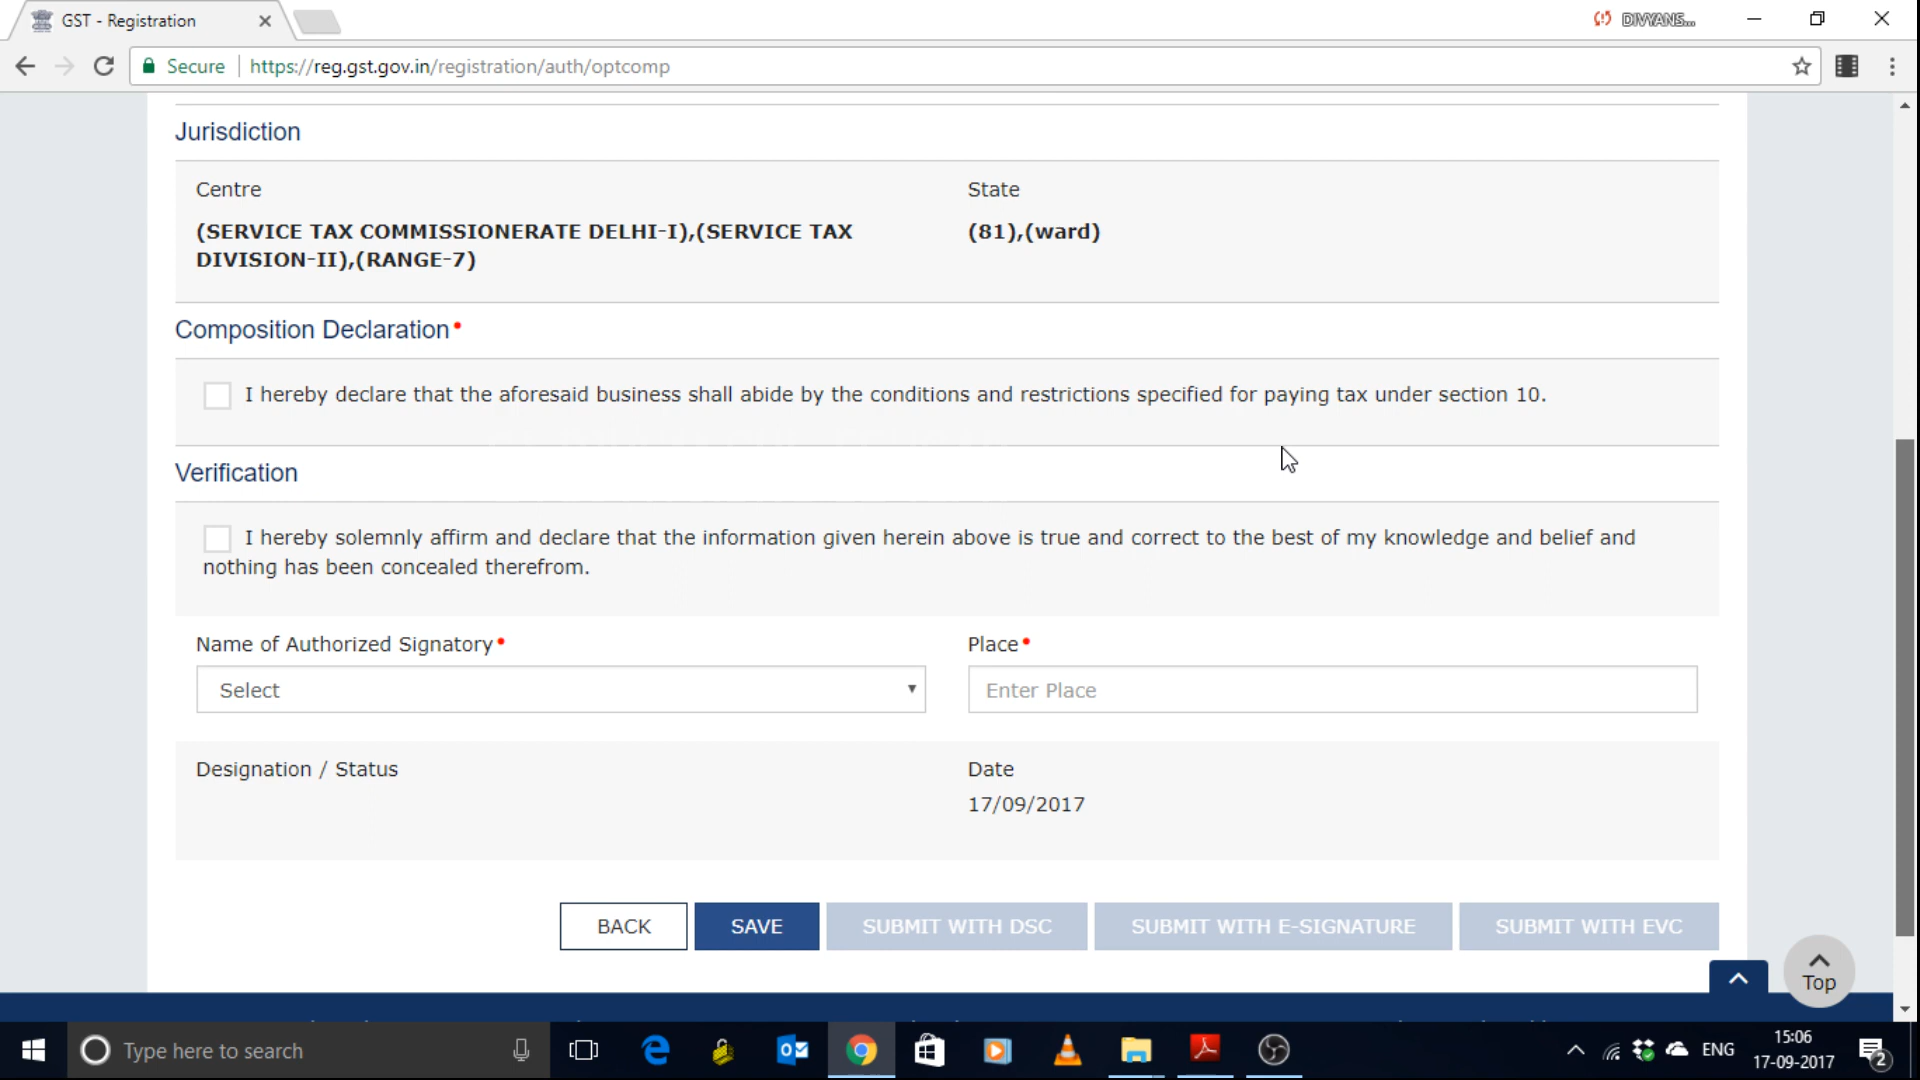 GST - Registration
DIVYANS...
Secure
https://reg.gst.gov.in/registration/auth/optcomp
Jurisdiction
Centre
State
(SERVICE TAX COMMISSIONERATE DELHI-I),(SERVICE TAX
DIVISION-II),(RANGE-7)
(81),(ward)
Composition Declaration
I hereby declare that the aforesaid business shall abide by the conditions and restrictions specified for paying tax under section 10.
Verification
I hereby solemnly affirm and declare that the information given herein above is true and correct to the best of my knowledge and belief and
nothing has been concealed therefrom.
Name of Authorized Signatory
Place
Select
Enter Place
Designation / Status
Date
17/09/2017
BACK
SAVE
SUBMIT WITH DSC
SUBMIT WITH E-SIGNATURE
SUBMIT WITH EVC
Top
Type here to search
ENG
15:06
17-09-2017
2